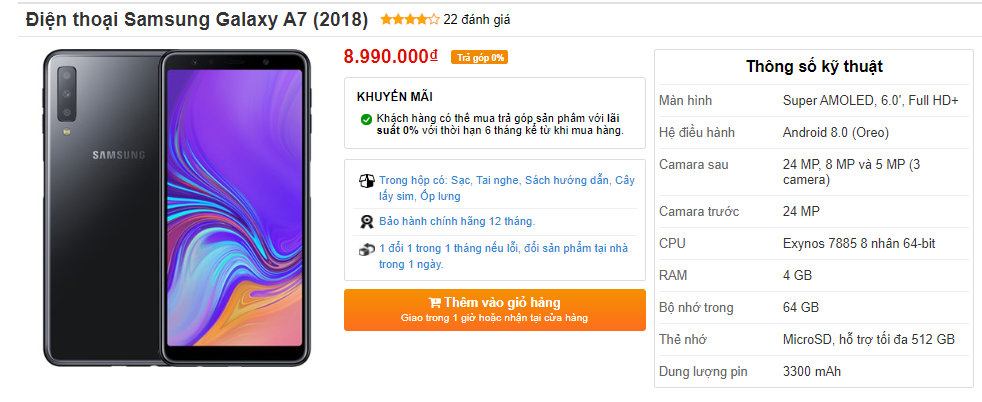 Điện thoại Samsung Galaxy A7 (2018) 22 đánh giá
SAMSUNG
8.990.000₫ Trả góp 0%
KHUYẾN MÃI
Khách hàng có thể mua trả góp sản phẩm với lãi
suất 0% với thời hạn 6 tháng kể từ khi mua hàng.
Trong hộp có: Sạc, Tai nghe, Sách hướng dẫn, Cây
lấy sim, Ốp lưng
Bảo hành chính hãng 12 tháng.
1 đổi 1 trong 1 tháng nếu lỗi, đổi sản phẩm tại nhà
trong 1 ngày.
Thêm vào giỏ hàng
Giao trong 1 giờ hoặc nhận tại cửa hàng
Thông số kỹ thuật
Màn hình Super AMOLED, 6.0', Full HD+
Hệ điều hành Android 8.0 (Oreo)
Camera sau 24 MP, 8 MP và 5 MP (3
camera)
Camera trước 24 MP
CPU Exynos 7885 8 nhân 64-bit
RAM 4 GB
Bộ nhớ trong 64 GB
Thẻ nhớ MicroSD, hỗ trợ tối đa 512 GB
Dung lượng pin 3300 mAh